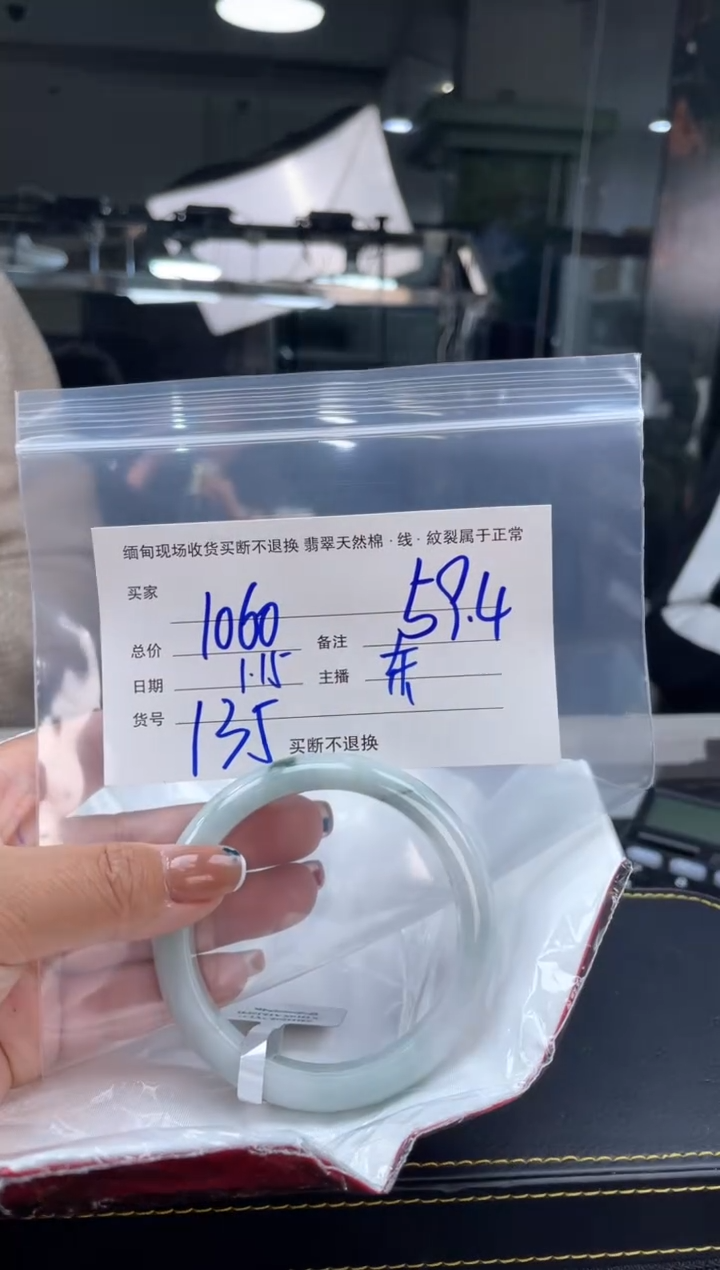 缅甸现场收货买断不退换 翡翠天然棉·线·紋裂属于正常
买家
总价 1060 备注 59.4
日期 1.15 主播 东
货号 135
买断不退换